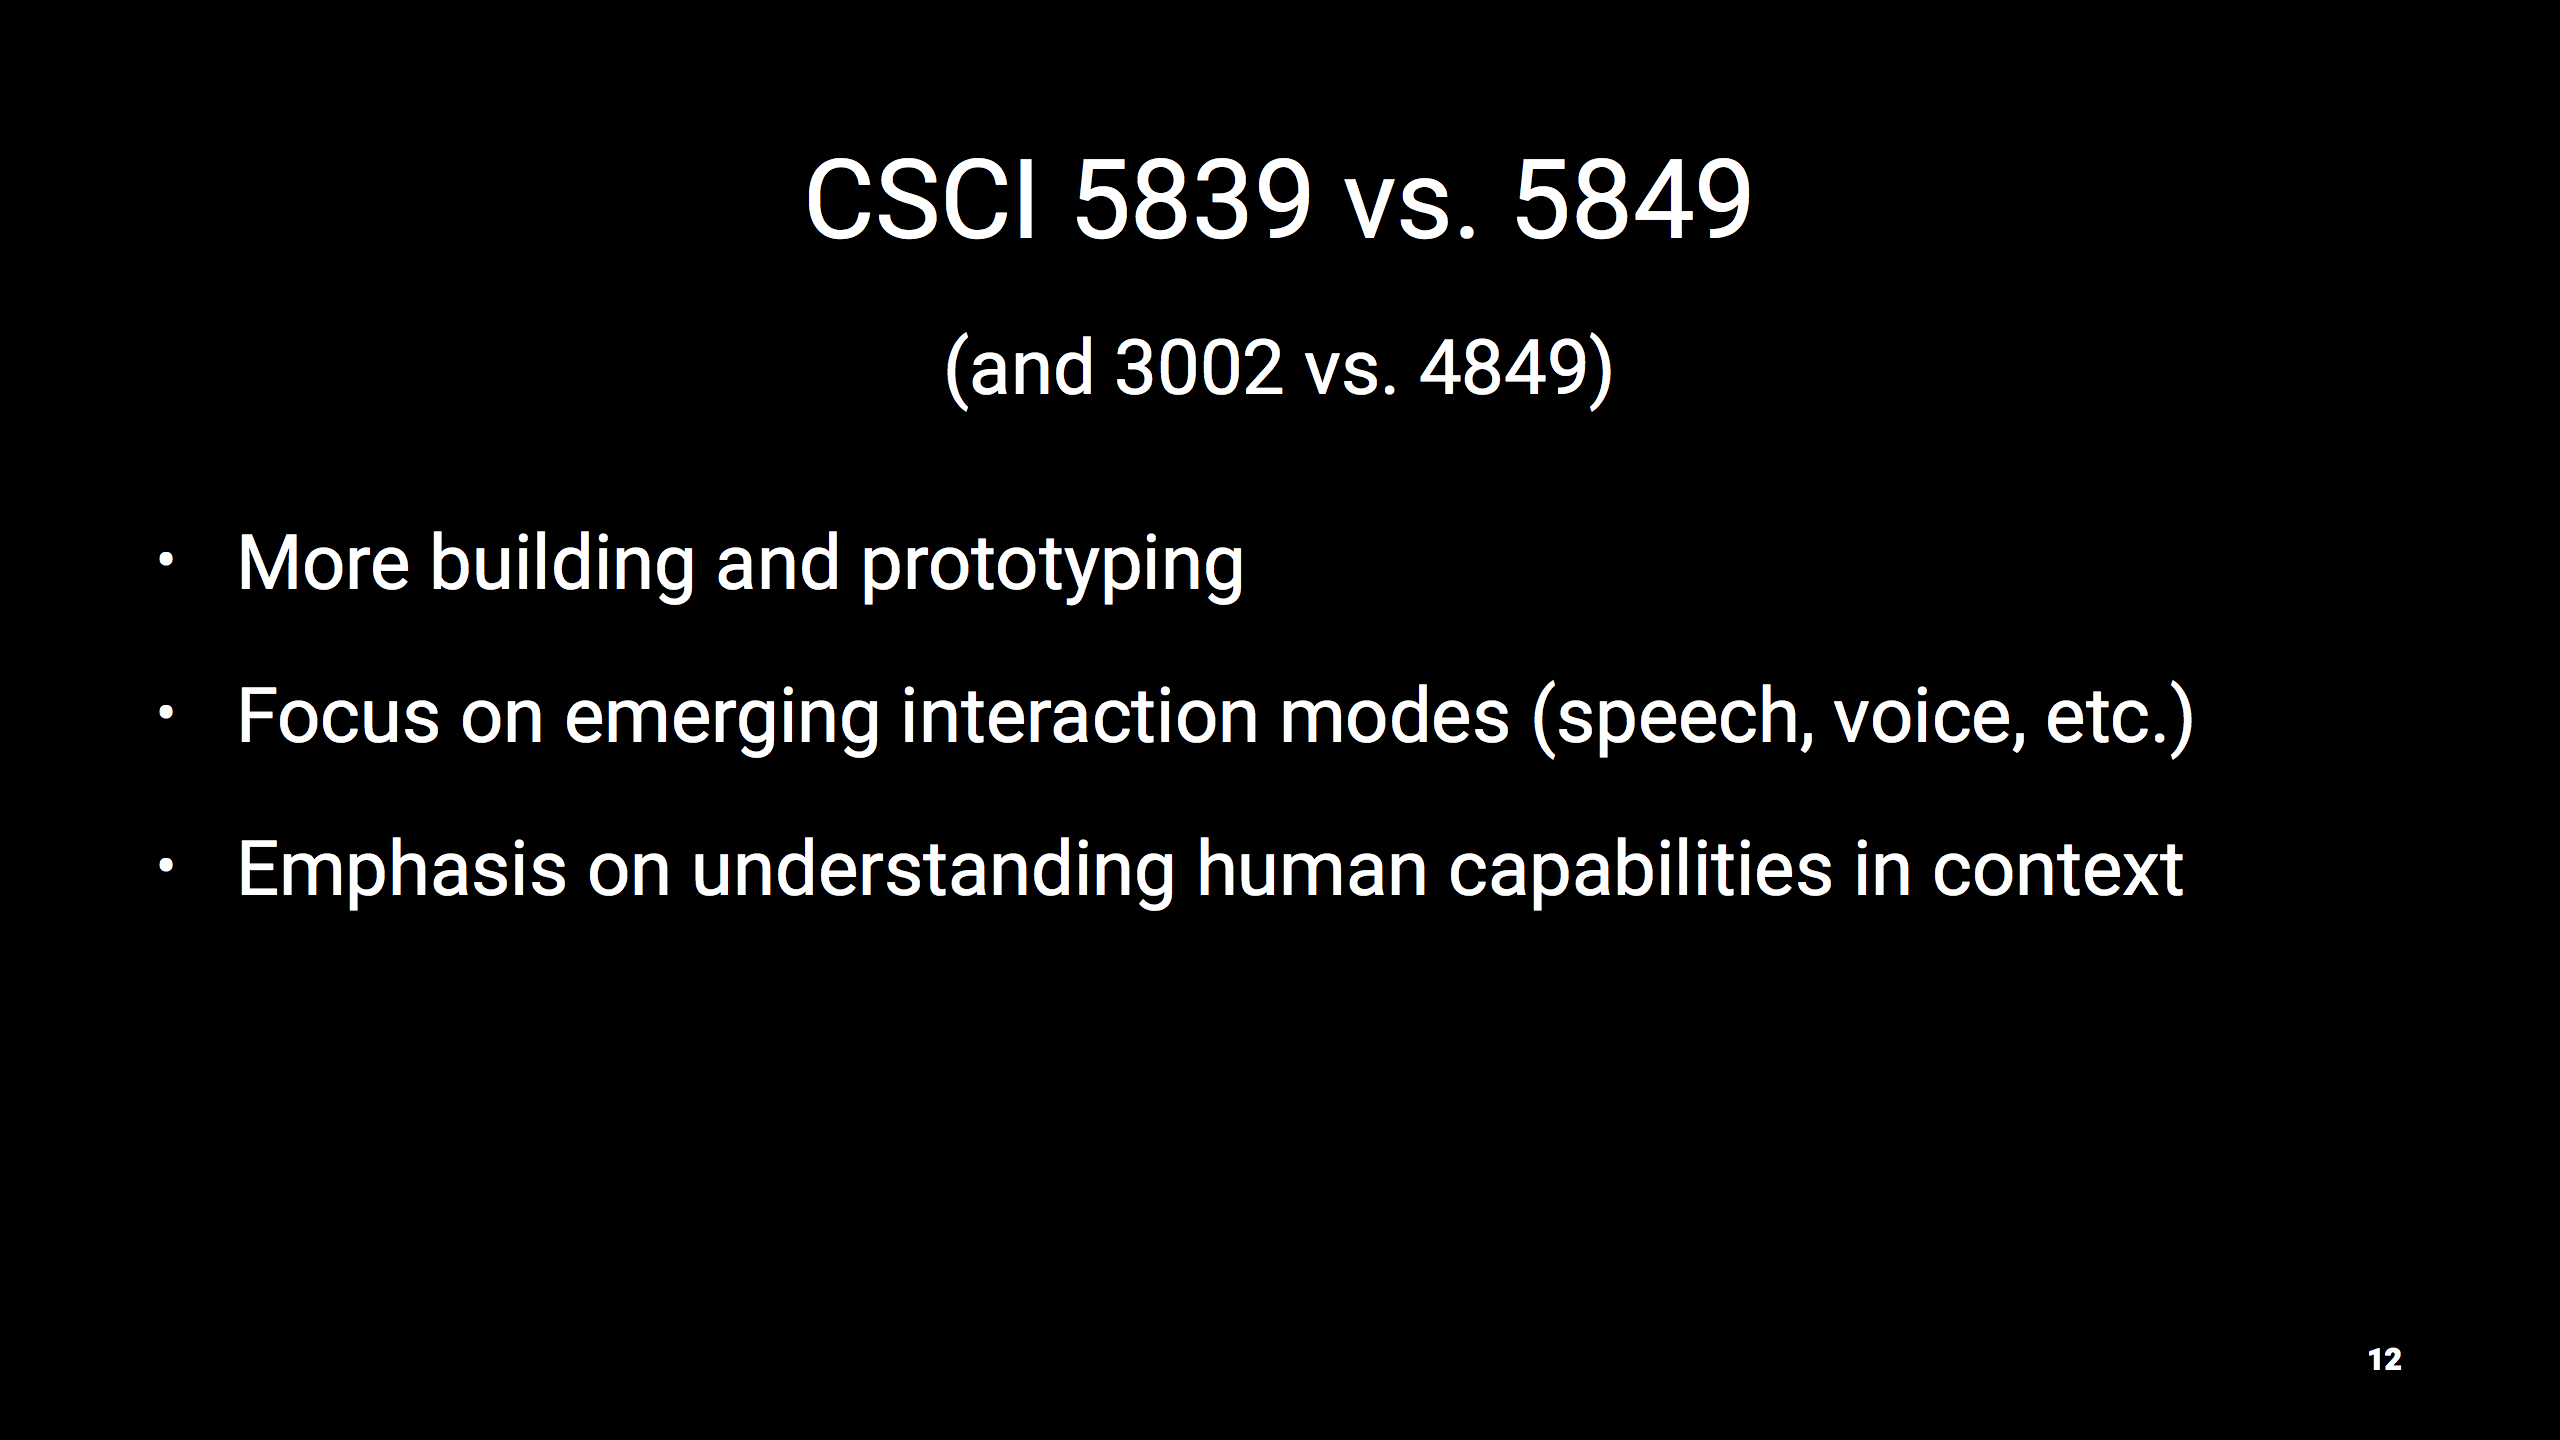 CSCI 5839 vs. 5849
(and 3002 vs. 4849)
• More building and prototyping
• Focus on emerging interaction modes (speech, voice, etc.)
• Emphasis on understanding human capabilities in context
12